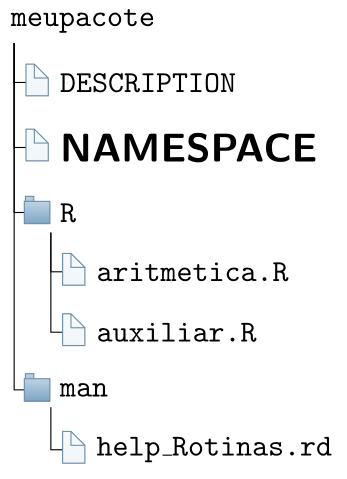 meupacote
DESCRIPTION
NAMESPACE
R
aritmetica.R
auxiliar.R
man
help_Rotinas.rd